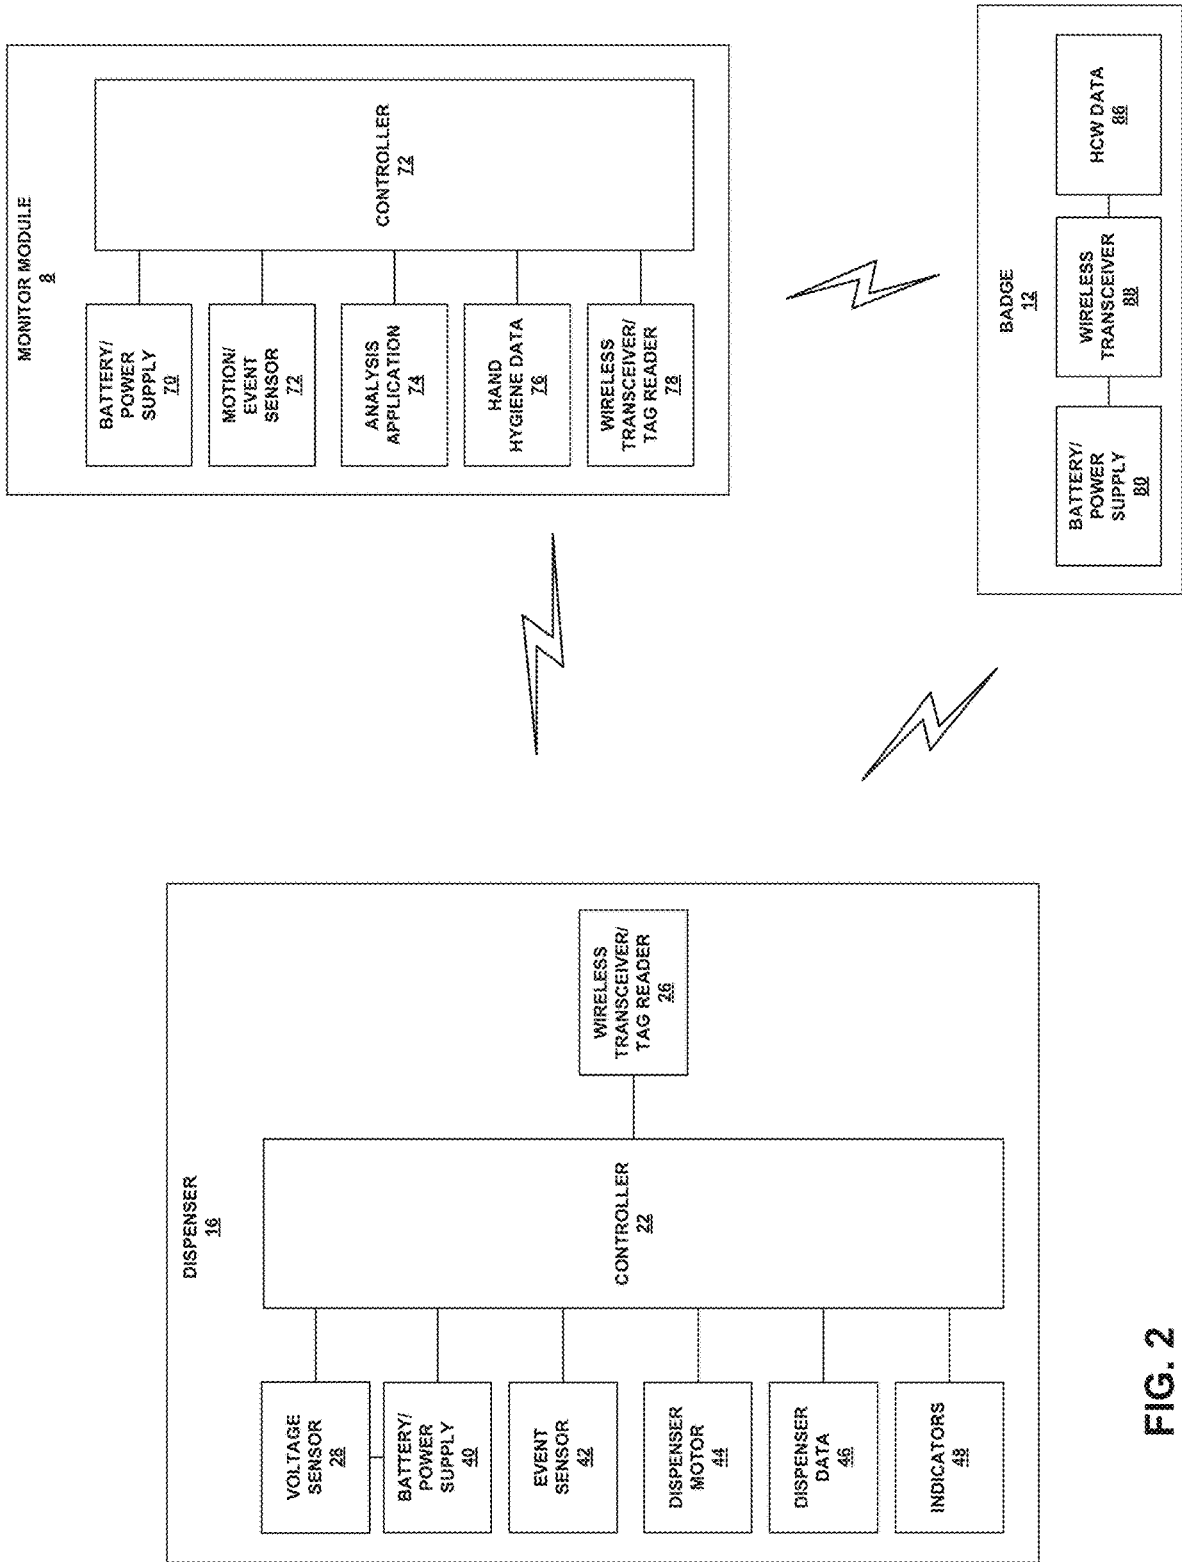 DISPENSER
16
VOLTAGE
SENSOR
28
BATTERY/
POWER
SUPPLY
40
EVENT
SENSOR
42
DISPENSER
MOTOR
44
DISPENSER
DATA
46
INDICATORS
48
CONTROLLER
22
WIRELESS
TRANSCEIVER/
TAG READER
26
MONITOR MODULE
8
BATTERY/
POWER
SUPPLY
70
MOTION/
EVENT
SENSOR
72
ANALYSIS
APPLICATION
74
HAND
HYGIENE DATA
76
WIRELESS
TRANSCEIVER/
TAG READER
78
CONTROLLER
72
BADGE
12
BATTERY/
POWER
SUPPLY
80
WIRELESS
TRANSCEIVER
88
HCW DATA
86
FIG. 2